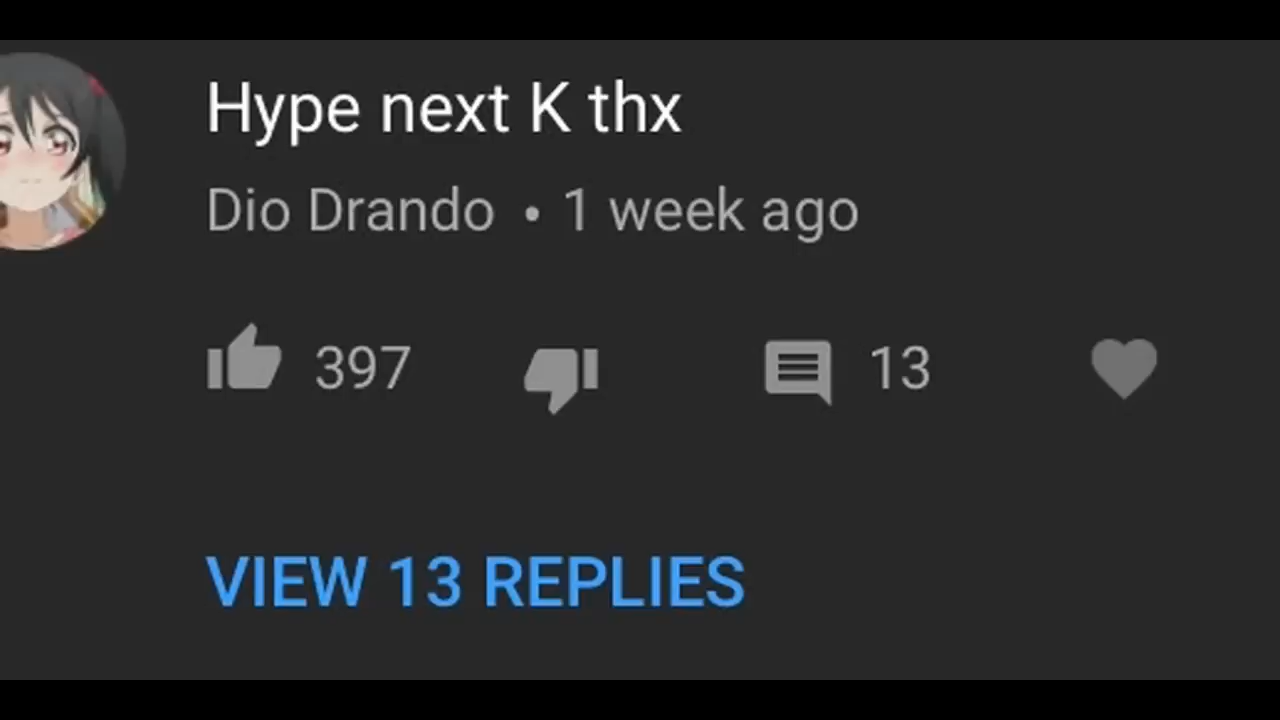 Hype next K thx
Dio Drando • 1 week ago
397 13
VIEW 13 REPLIES